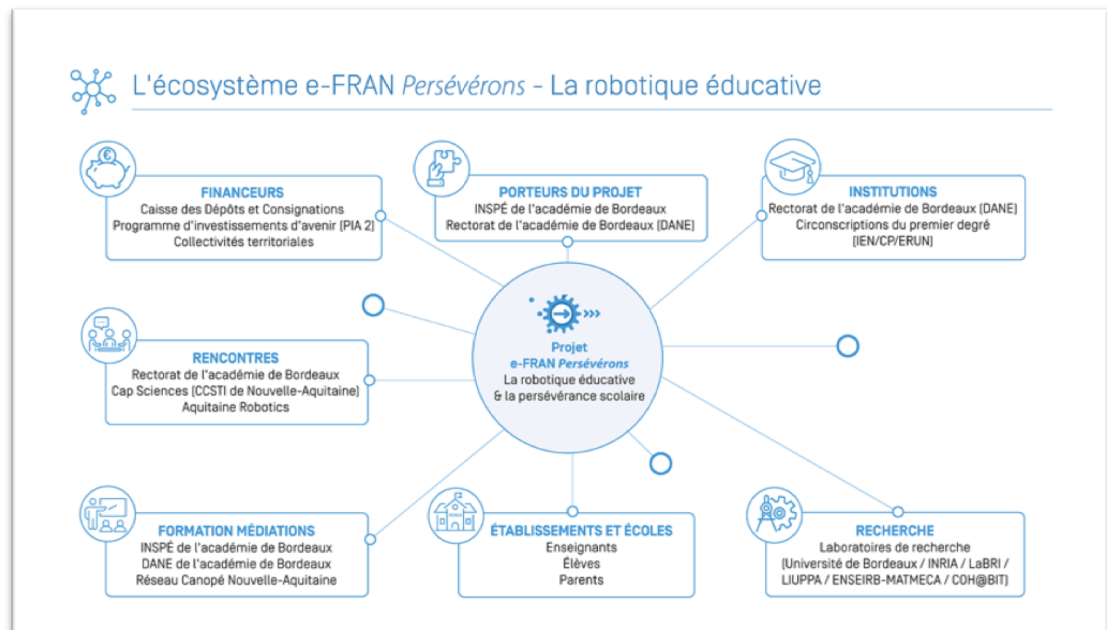 L'écosystème e-FRAN Persévérons - La robotique éducative
FINANCEURS
Caisse des Dépôts et Consignations
Programme d'investissements d'avenir (PIA 2)
Collectivités territoriales
PORTEURS DU PROJET
INSPÉ de l'académie de Bordeaux
Rectorat de l'académie de Bordeaux (DANE)
INSTITUTIONS
Rectorat de l'académie de Bordeaux (DANE)
Circonscriptions du premier degré
(IEN/CP/ERUN)
Projet
e-FRAN Persévérons
La robotique éducative
& la persévérance scolaire
RENCONTRES
Rectorat de l'académie de Bordeaux
Cap Sciences (CCSTI de Nouvelle-Aquitaine)
Aquitaine Robotics
FORMATION MÉDIATIONS
INSPÉ de l'académie de Bordeaux
DANE de l'académie de Bordeaux
Réseau Canopé Nouvelle-Aquitaine
ÉTABLISSEMENTS ET ÉCOLES
Enseignants
Élèves
Parents
RECHERCHE
Laboratoires de recherche
(Université de Bordeaux / INRIA / LaBRI /
LIUPPA / ENSEIRB-MATMECA / COH@BIT)